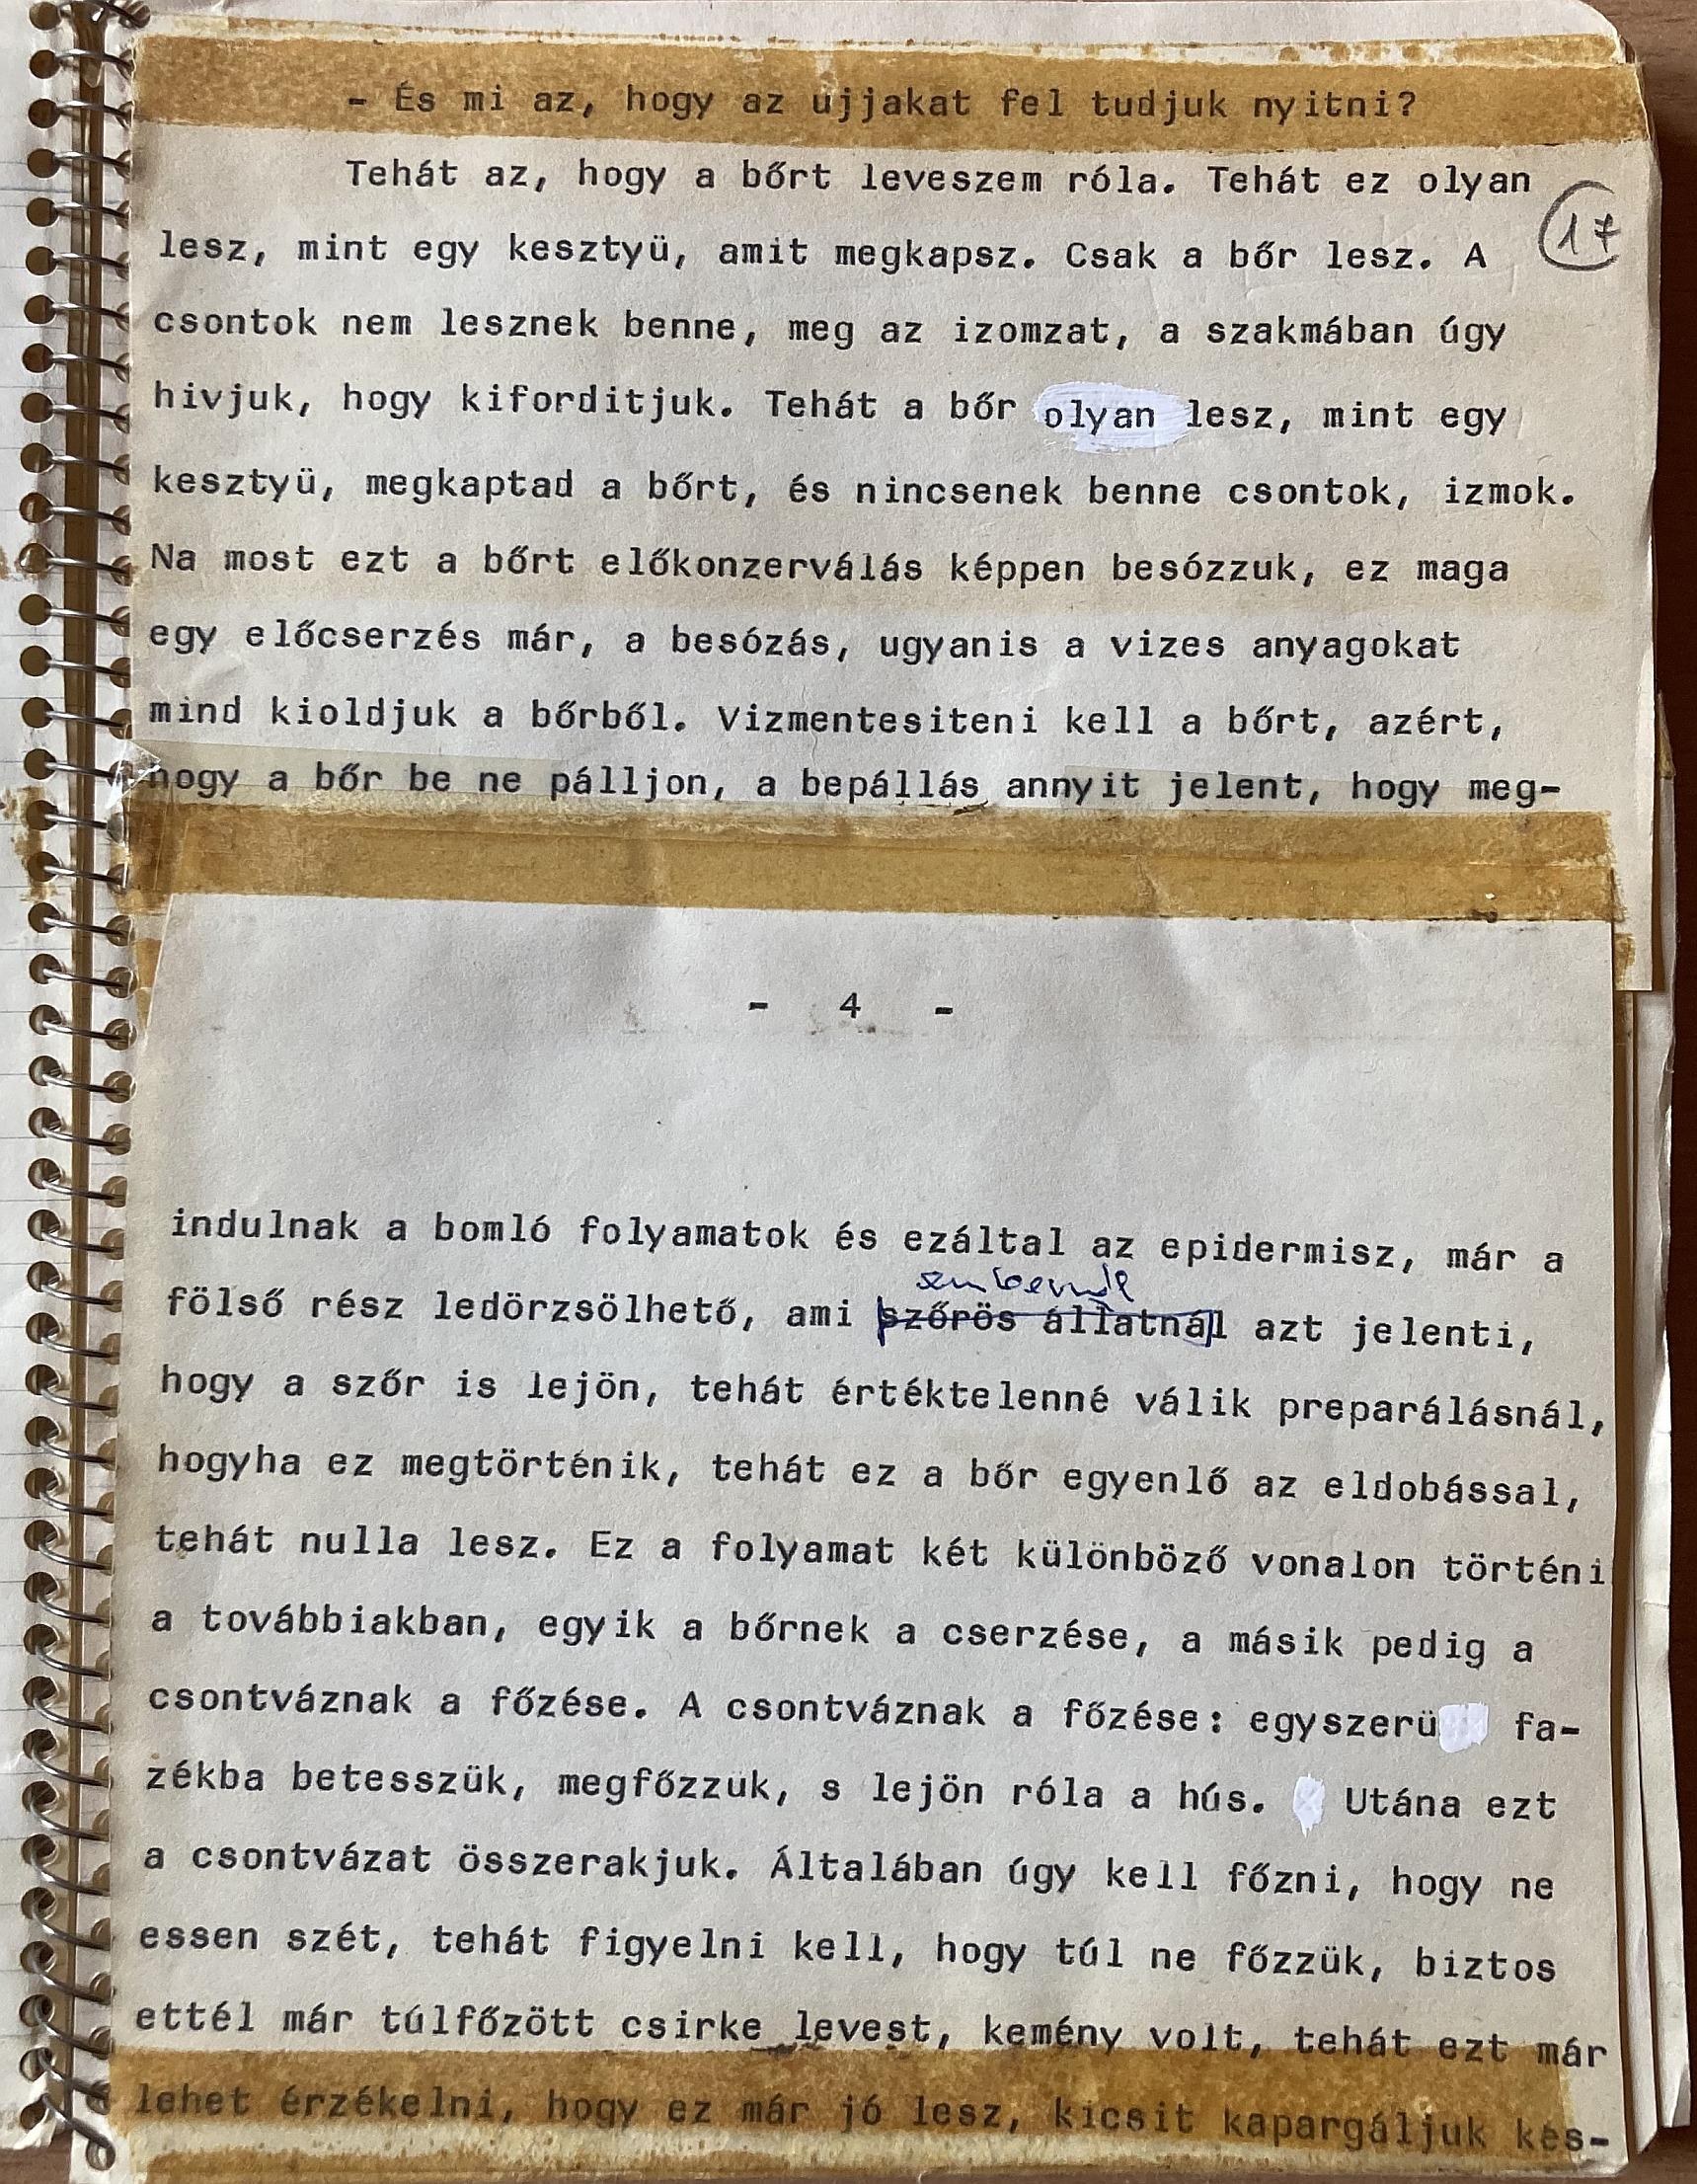 - És mi az, hogy az ujjakat fel tudjuk nyitni?
Tehát az, hogy a bőrt leveszem róla. Tehát ez olyan
17
lesz, mint egy kesztyü, amit megkapsz. Csak a bőr lesz. A
csontok nem lesznek benne, meg az izomzat, a szakmában úgy
hivjuk, hogy kiforditjuk. Tehát a bőr olyan lesz, mint egy
kesztyü, megkaptad a bőrt, és nincsenek benne csontok, izmok.
Na most ezt a bőrt előkonzerválás képpen besózzuk, ez maga
egy előcserzés már, a besózás, ugyanis a vizes anyagokat
mind kioldjuk a bőrből. Vizmentesiteni kell a bőrt, azért,
hogy a bőr be ne pálljon, a bepállás annyit jelent, hogy meg-
- 4 -
indulnak a bomló folyamatok és ezáltal az epidermisz, már a
embernél
fölső rész ledörzsölhető, ami szőrös állatnál azt jelenti,
hogy a szőr is lejön, tehát értéktelenné válik preparálásnál,
hogyha ez megtörténik, tehát ez a bőr egyenlő az eldobással,
tehát nulla lesz. Ez a folyamat két különböző vonalon történi
a továbbiakban, egyik a bőrnek a cserzése, a másik pedig a
csontváznak a főzése. A csontváznak a főzése: egyszerü fa-
zékba betesszük, megfőzzuk, s lejön róla a hús. Utána ezt
a csontvázat összerakjuk. Általában úgy kell főzni, hogy ne
essen szét, tehát figyelni kell, hogy túl ne főzzük, biztos
ettél már túlfőzött csirke levest, kemény volt, tehát ezt már
lehet érzékelni, hogy ez már jó lesz, kicsit kapargáljuk kés-